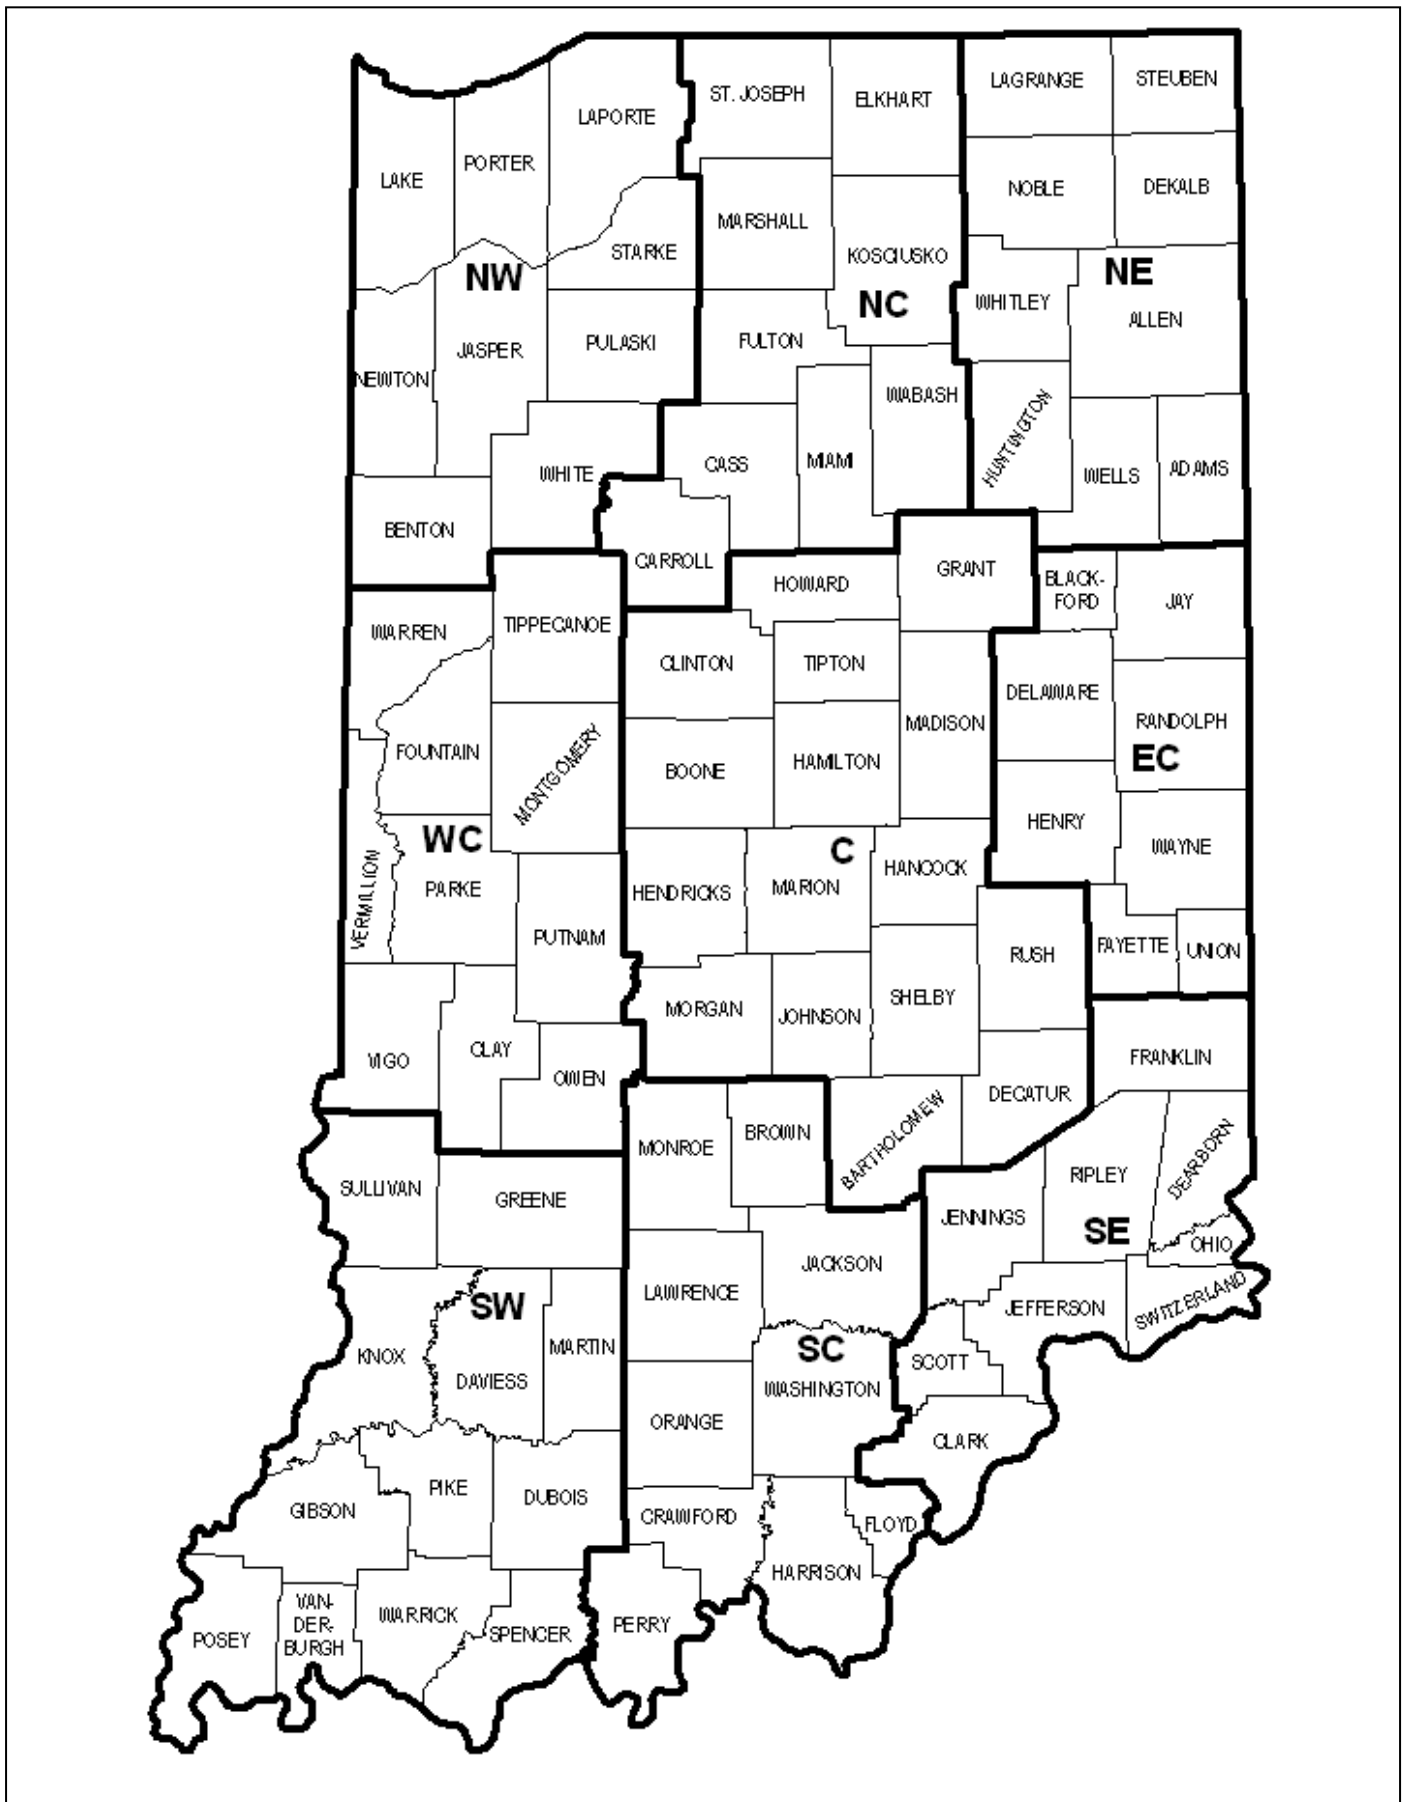 LAGRANGE
STEUBEN
ST. JOSEPH
ELKHART
LAPORTE
PORTER
LAKE
NOBLE
DEKALB
MARSHALL
STARKE
KOSCIUSKO
NW
NE
NC
WHITLEY
ALLEN
FULTON
PULASKI
JASPER
NEWTON
WABASH
HUNTINGTON
CASS
MIAMI
WHITE
WELLS
ADAMS
BENTON
CARROLL
GRANT
HOWARD
BLACK-
FORD
JAY
WARREN
TIPPECANOE
CLINTON
TIPTON
DELAWARE
RANDOLPH
MADISON
FOUNTAIN
MONTGOMERY
BOONE
HAMILTON
EC
HENRY
WC
C
WAYNE
VERMILLION
PARKE
HENDRICKS
MARION
HANCOCK
PUTNAM
RUSH
FAYETTE
UNION
SHELBY
MORGAN
JOHNSON
VIGO
CLAY
OWEN
FRANKLIN
DECATUR
MONROE
BROWN
BARTHOLOMEW
RIPLEY
DEARBORN
SULLIVAN
GREENE
JENNINGS
SE
OHIO
JACKSON
LAWRENCE
SW
JEFFERSON
SWITZERLAND
KNOX
MARTIN
SC
SCOTT
DAVIESS
WASHINGTON
ORANGE
CLARK
PIKE
DUBOIS
GIBSON
CRAWFORD
FLOYD
HARRISON
VAN-
DER-
BURGH
WARRICK
POSEY
SPENCER
PERRY